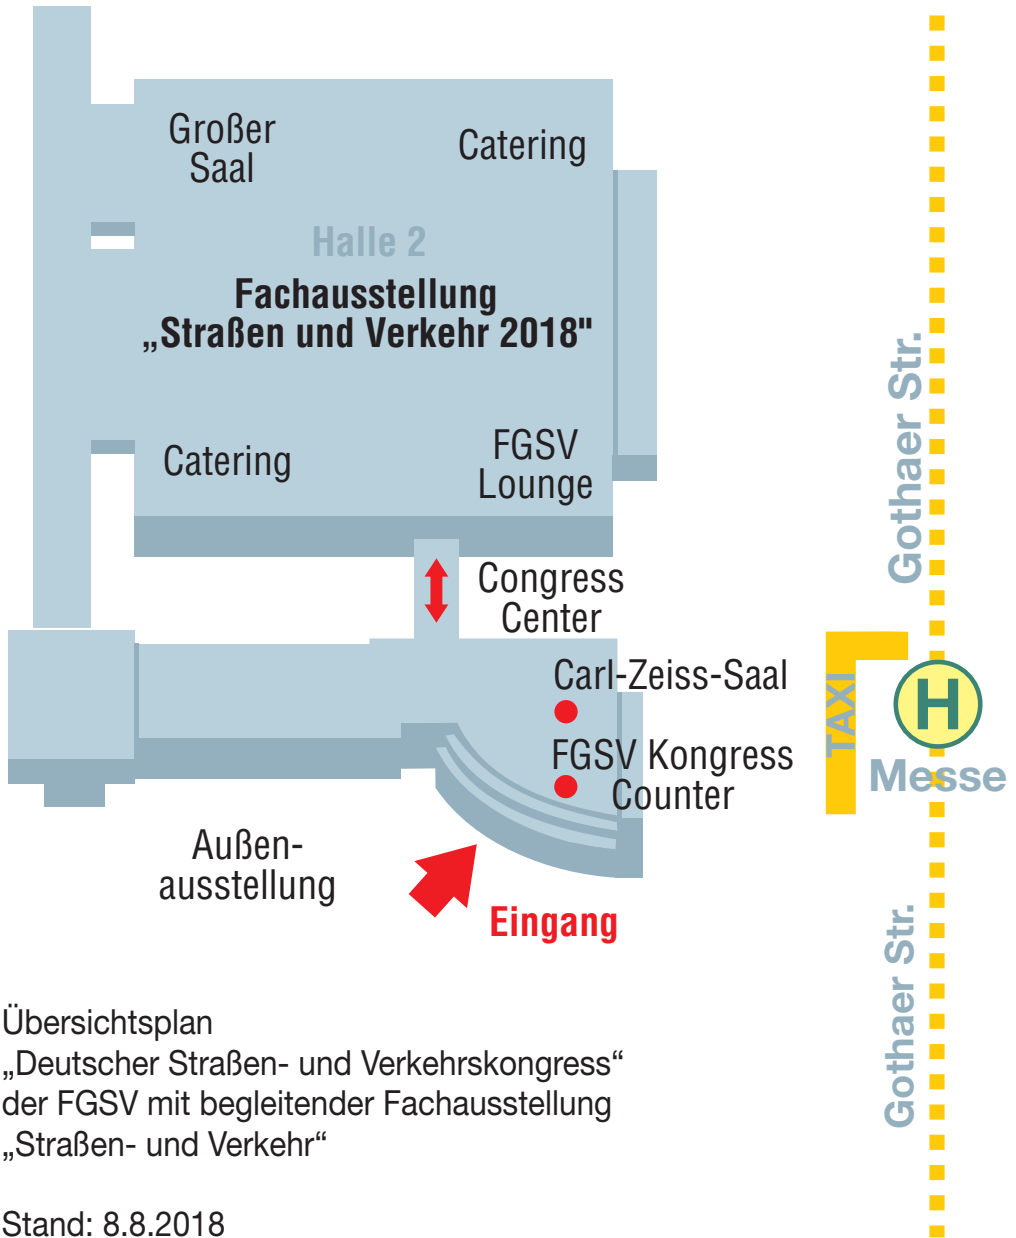 Großer
Saal
Catering
Halle 2
Fachausstellung
„Straßen und Verkehr 2018"
Catering
FGSV
Lounge
Congress
Center
Carl-Zeiss-Saal
FGSV Kongress
Counter
Außen-
ausstellung
Eingang
Gothaer Str.
TAXI
H
Messe
Gothaer Str.
Übersichtsplan
„Deutscher Straßen- und Verkehrskongress“
der FGSV mit begleitender Fachausstellung
„Straßen- und Verkehr“
Stand: 8.8.2018